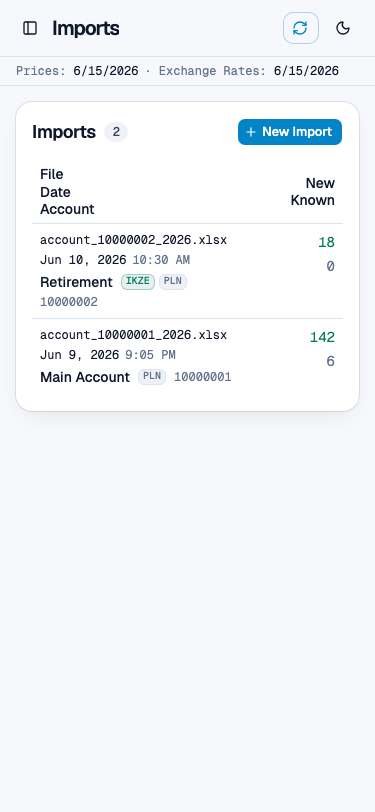 Imports
Prices: 6/15/2026 · Exchange Rates: 6/15/2026
Imports 2
+ New Import
File
Date
Account
New
Known
account_10000002_2026.xlsx
18
Jun 10, 2026 10:30 AM
0
Retirement IKZE PLN
10000002
account_10000001_2026.xlsx
142
Jun 9, 2026 9:05 PM
6
Main Account PLN 10000001